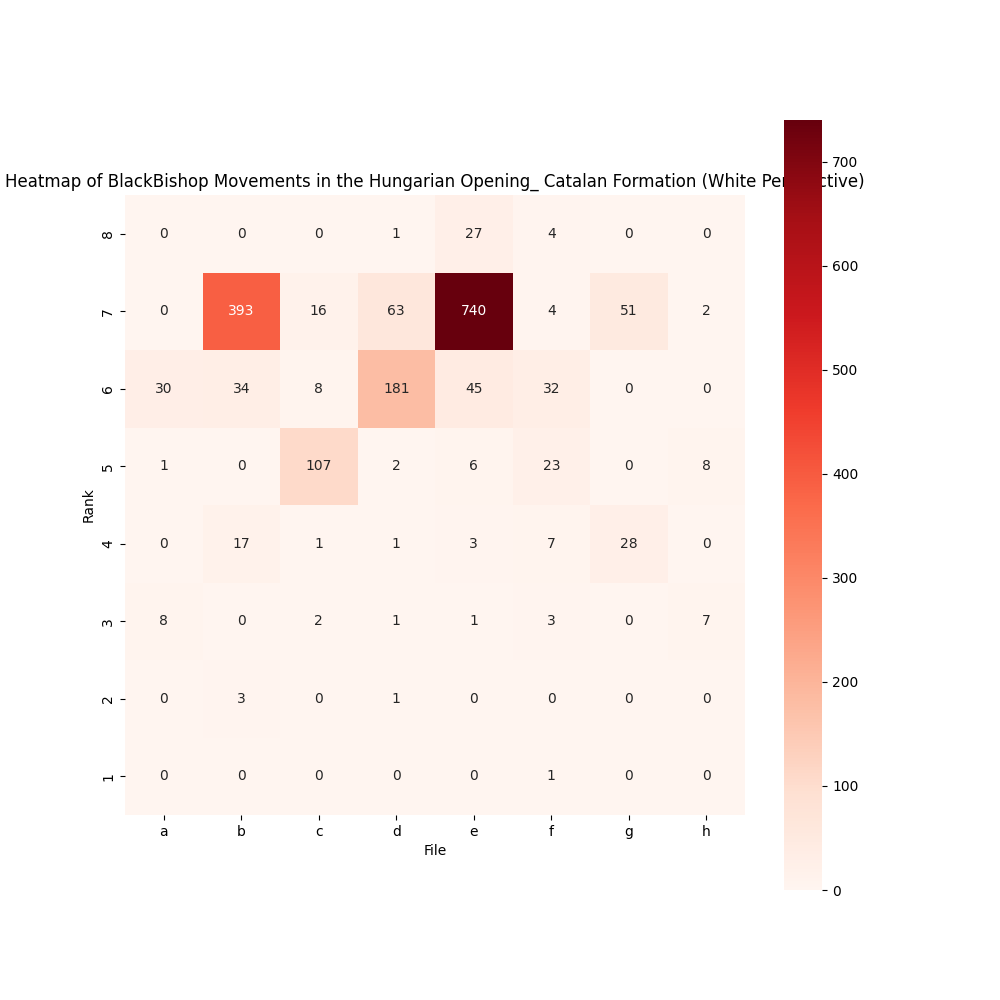 Heatmap of BlackBishop Movements in the Hungarian Opening_ Catalan Formation (White Pe    ctive)
8 0 0 0 1 27 4 0 0
7 0 393 16 63 740 4 51 2
6 30 34 8 181 45 32 0 0
5 1 0 107 2 6 23 0 8
4 0 17 1 1 3 7 28 0
3 8 0 2 1 1 3 0 7
2 0 3 0 1 0 0 0 0
1 0 0 0 0 0 1 0 0
a b c d e f g h
File
Rank
700
600
500
400
300
200
100
0